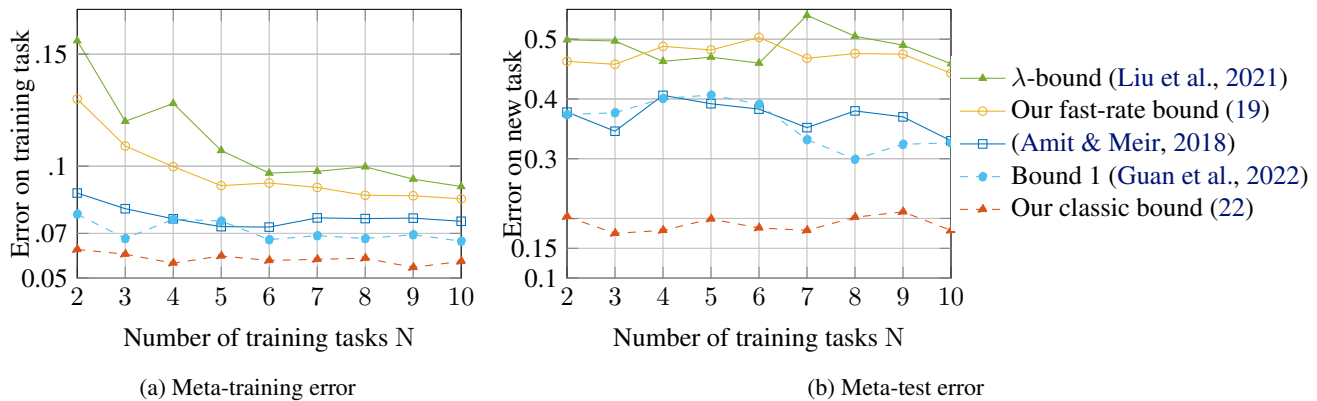 Error on training task
0.15
0.1
.07
0.05
2 3 4 5 6 7 8 9 10
Number of training tasks N
(a) Meta-training error
Error on new task
0.5
0.4
0.3
0.15
0.1
2 3 4 5 6 7 8 9 10
Number of training tasks N
(b) Meta-test error
λ-bound (Liu et al., 2021)
Our fast-rate bound (19)
(Amit & Meir, 2018)
Bound 1 (Guan et al., 2022)
Our classic bound (22)